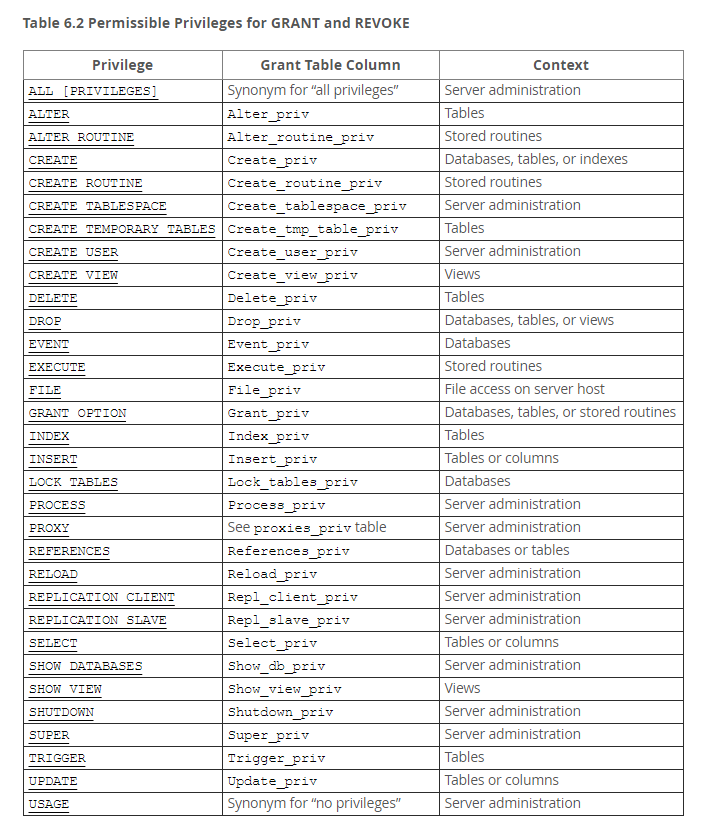 Table 6.2 Permissible Privileges for GRANT and REVOKE
Privilege Grant Table Column Context
ALL [PRIVILEGES] Synonym for “all privileges” Server administration
ALTER Alter_priv Tables
ALTER ROUTINE Alter_routine_priv Stored routines
CREATE Create_priv Databases, tables, or indexes
CREATE ROUTINE Create_routine_priv Stored routines
CREATE TABLESPACE Create_tablespace_priv Server administration
CREATE TEMPORARY TABLES Create_tmp_table_priv Tables
CREATE USER Create_user_priv Server administration
CREATE VIEW Create_view_priv Views
DELETE Delete_priv Tables
DROP Drop_priv Databases, tables, or views
EVENT Event_priv Databases
EXECUTE Execute_priv Stored routines
FILE File_priv File access on server host
GRANT OPTION Grant_priv Databases, tables, or stored routines
INDEX Index_priv Tables
INSERT Insert_priv Tables or columns
LOCK TABLES Lock_tables_priv Databases
PROCESS Process_priv Server administration
PROXY See proxies_priv table Server administration
REFERENCES References_priv Databases or tables
RELOAD Reload_priv Server administration
REPLICATION CLIENT Repl_client_priv Server administration
REPLICATION SLAVE Repl_slave_priv Server administration
SELECT Select_priv Tables or columns
SHOW DATABASES Show_db_priv Server administration
SHOW VIEW Show_view_priv Views
SHUTDOWN Shutdown_priv Server administration
SUPER Super_priv Server administration
TRIGGER Trigger_priv Tables
UPDATE Update_priv Tables or columns
USAGE Synonym for “no privileges” Server administration